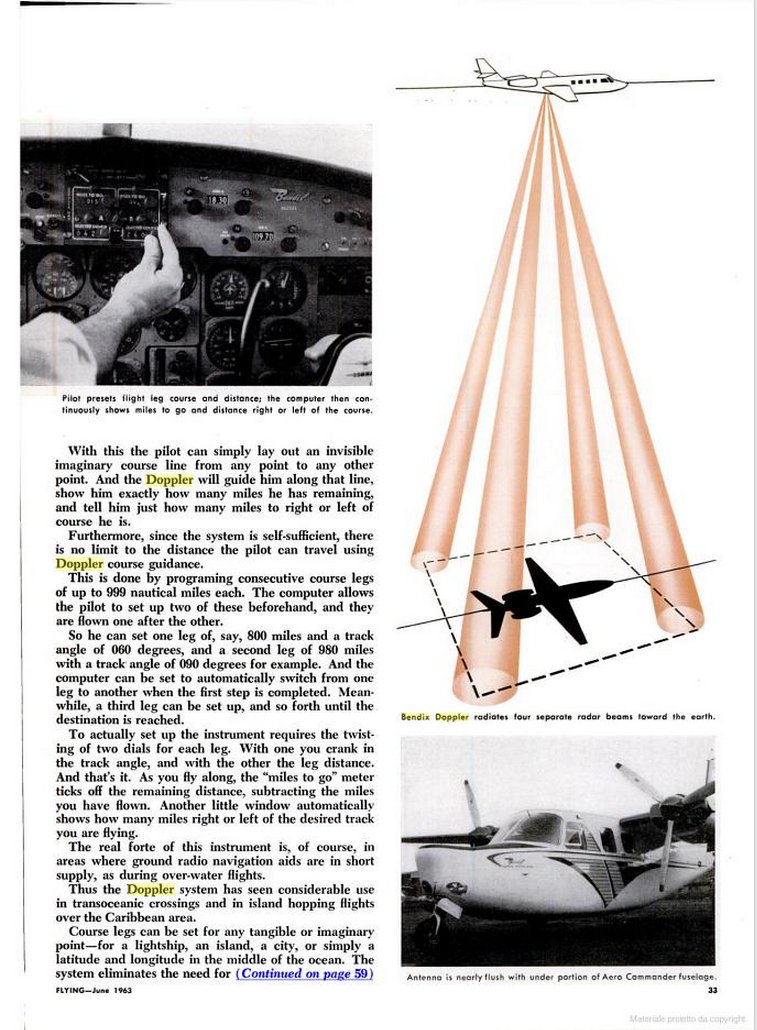 Bendix
18.30
109.70
Pilot presets flight leg course and distance; the computer then con-
tinuously shows miles to go and distance right or left of the course.
With this the pilot can simply lay out an invisible
imaginary course line from any point to any other
point. And the Doppler will guide him along that line,
show him exactly how many miles he has remaining,
and tell him just how many miles to right or left of
course he is.
Furthermore, since the system is self-sufficient, there
is no limit to the distance the pilot can travel using
Doppler course guidance.
This is done by programing consecutive course legs
of up to 999 nautical miles each. The computer allows
the pilot to set up two of these beforehand, and they
are flown one after the other.
So he can set one leg of, say, 800 miles and a track
angle of 060 degrees, and a second leg of 980 miles
with a track angle of 090 degrees for example. And the
computer can be set to automatically switch from one
leg to another when the first step is completed. Mean-
while, a third leg can be set up, and so forth until the
destination is reached.
To actually set up the instrument requires the twist-
ing of two dials for each leg. With one you crank in
the track angle, and with the other the leg distance.
And that's it. As you fly along, the "miles to go" meter
ticks off the remaining distance, subtracting the miles
you have flown. Another little window automatically
shows how many miles right or left of the desired track
you are flying.
The real forte of this instrument is, of course, in
areas where ground radio navigation aids are in short
supply, as during over-water flights.
Thus the Doppler system has seen considerable use
in transoceanic crossings and in island hopping flights
over the Caribbean area.
Course legs can be set for any tangible or imaginary
point—for a lightship, an island, a city, or simply a
latitude and longitude in the middle of the ocean. The
system eliminates the need for (Continued on page 59)
Bendix Doppler radiates four separate radar beams toward the earth.
Antenna is nearly flush with under portion of Aero Commander fuselage.
FLYING—June 1963
33
Materiale protetto da copyright